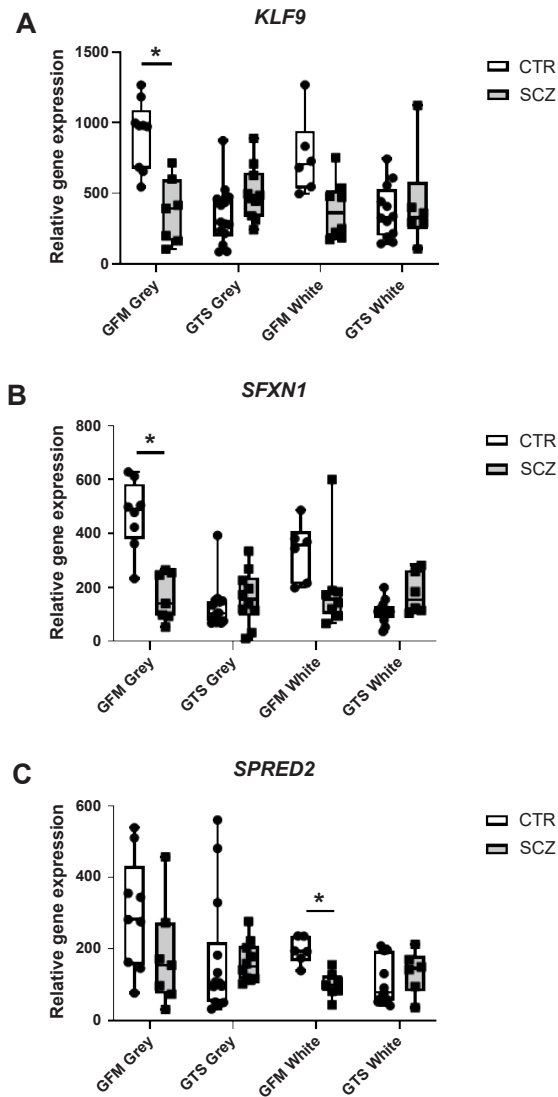 A
KLF9
Relative gene expression
1500
1000
500
0
*
CTR
SCZ
GFM Grey
GTS Grey
GFM White
GTS White
B
SFXN1
Relative gene expression
800
600
400
200
0
*
CTR
SCZ
GFM Grey
GTS Grey
GFM White
GTS White
C
SPRED2
Relative gene expression
600
400
200
0
*
CTR
SCZ
GFM Grey
GTS Grey
GFM White
GTS White